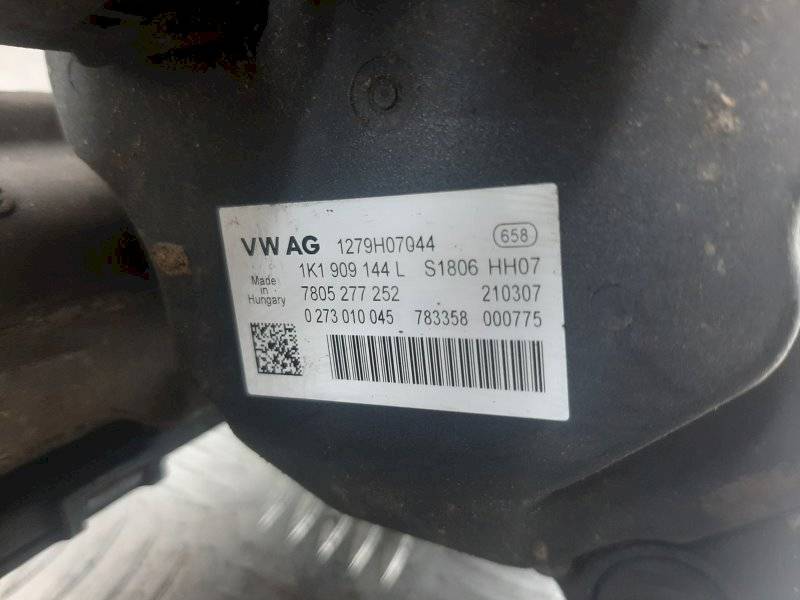 VW AG 1279H07044 658
1K1 909 144 L S1806 HH07
Made in Hungary 7805 277 252 210307
0 273 010 045 783358 000775